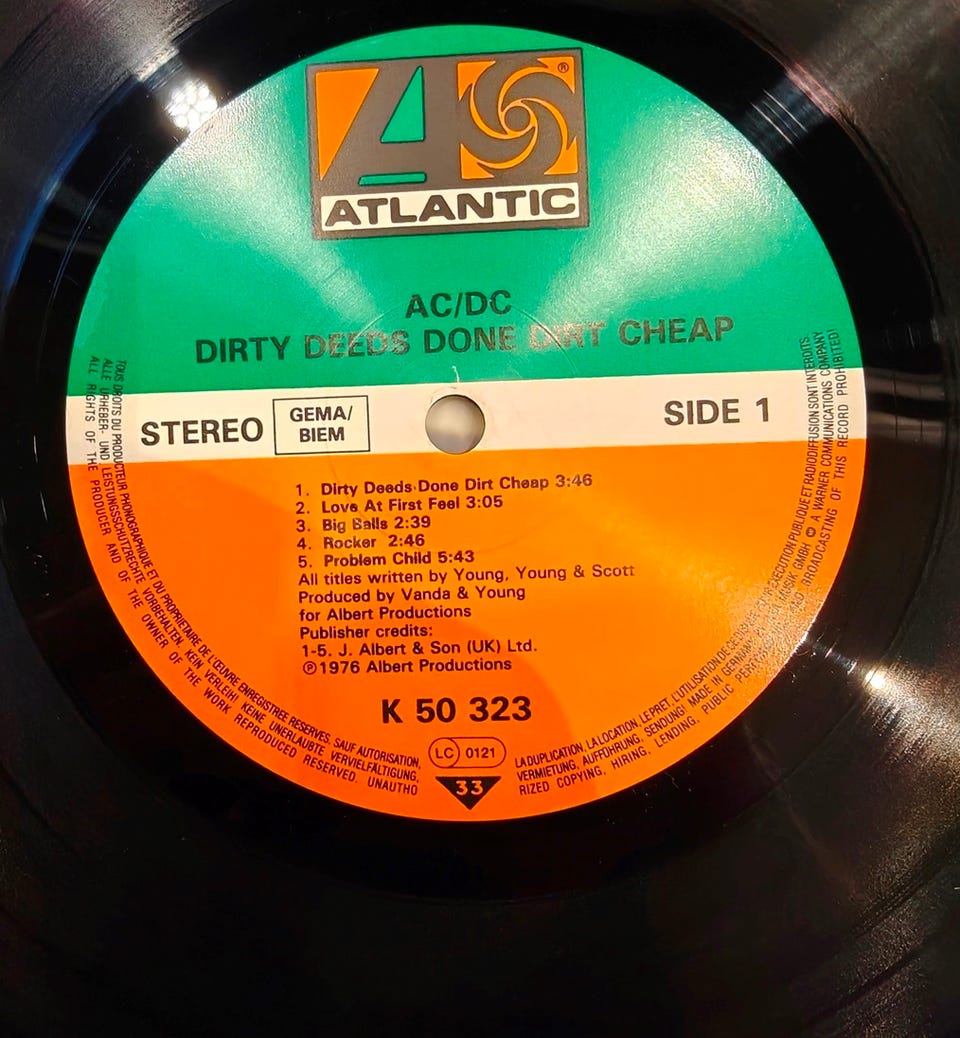 ATLANTIC
®
AC/DC
DIRTY DEEDS DONE DIRT CHEAP
STEREO
GEMA/
BIEM
SIDE 1
1. Dirty Deeds Done Dirt Cheap 3:46
2. Love At First Feel 3:05
3. Big Balls 2:39
4. Rocker 2:46
5. Problem Child 5:43
All titles written by Young, Young & Scott
Produced by Vanda & Young
for Albert Productions
Publisher credits:
1-5. J. Albert & Son (UK) Ltd.
℗1976 Albert Productions
K 50 323
LC 0121
33
TOUS DROITS DU PRODUCTEUR PHONOGRAPHIQUE ET DU PROPRIETAIRE DE L'ŒUVRE ENREGISTREE RESERVES. SAUF AUTORISATION,
LA DUPLICATION, LA LOCATION, LE PRET, L'UTILISATION DE CE DISQUE POUR EXECUTION PUBLIQUE ET RADIODIFFUSION SONT INTERDITS.
ALLE URHEBER- UND LEISTUNGSSCHUTZRECHTE VORBEHALTEN. KEIN VERLEIH! KEINE UNERLAUBTE VERVIELFÄLTIGUNG,
VERMIETUNG, AUFFÜHRUNG, SENDUNG! MADE IN GERMANY MUSIK GMBH © A WARNER COMMUNICATIONS COMPANY
ALL RIGHTS OF THE PRODUCER AND OF THE OWNER OF THE WORK REPRODUCED RESERVED. UNAUTHO
RIZED COPYING, HIRING, LENDING, PUBLIC AND BROADCASTING OF THIS RECORD PROHIBITED!